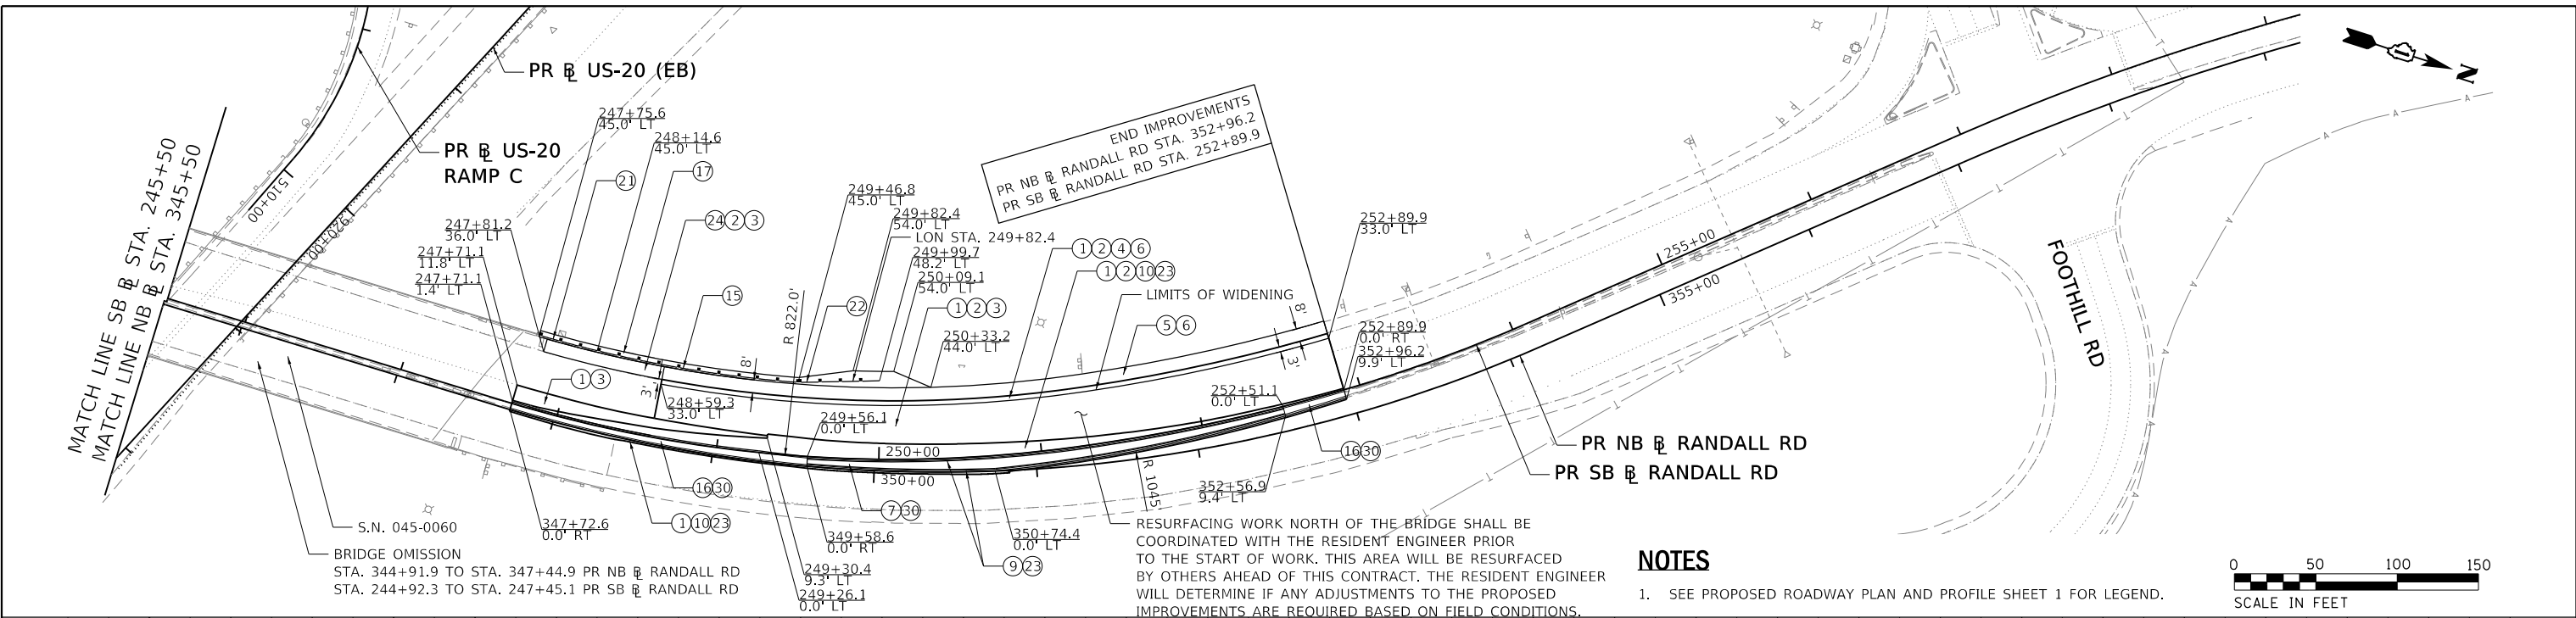 PR BL US-20 (EB)
PR BL US-20
RAMP C
510+00
920+00
MATCH LINE SB BL STA. 245+50
MATCH LINE NB BL STA. 345+50
247+75.6
45.0' LT
248+14.6
45.0' LT
21
17
24 2 3
247+81.2
36.0' LT
247+71.1
11.8' LT
247+71.1
1.4' LT
15
R 822.0'
249+46.8
45.0' LT
249+82.4
54.0' LT
LON STA. 249+82.4
249+99.7
48.2' LT
250+09.1
54.0' LT
22
1 2 3
250+33.2
44.0' LT
END IMPROVEMENTS
PR NB BL RANDALL RD STA. 352+96.2
PR SB BL RANDALL RD STA. 252+89.9
1 2 4 6
1 2 10 23
LIMITS OF WIDENING
5 6
8'
3'
252+89.9
33.0' LT
252+89.9
0.0' RT
352+96.2
9.9' LT
255+00
355+00
FOOTHILL RD
N
1 3
3'
8'
248+59.3
33.0' LT
249+56.1
0.0' LT
250+00
350+00
252+51.1
0.0' LT
16 30
352+56.9
9.4' LT
R 1045'
PR NB BL RANDALL RD
PR SB BL RANDALL RD
S.N. 045-0060
BRIDGE OMISSION
STA. 344+91.9 TO STA. 347+44.9 PR NB BL RANDALL RD
STA. 244+92.3 TO STA. 247+45.1 PR SB BL RANDALL RD
347+72.6
0.0' RT
16 30
1 10 23
7 30
349+58.6
0.0' RT
249+30.4
9.3' LT
249+26.1
0.0' LT
350+74.4
0.0' LT
9 23
RESURFACING WORK NORTH OF THE BRIDGE SHALL BE
COORDINATED WITH THE RESIDENT ENGINEER PRIOR
TO THE START OF WORK. THIS AREA WILL BE RESURFACED
BY OTHERS AHEAD OF THIS CONTRACT. THE RESIDENT ENGINEER
WILL DETERMINE IF ANY ADJUSTMENTS TO THE PROPOSED
IMPROVEMENTS ARE REQUIRED BASED ON FIELD CONDITIONS.
NOTES
1. SEE PROPOSED ROADWAY PLAN AND PROFILE SHEET 1 FOR LEGEND.
0 50 100 150
SCALE IN FEET